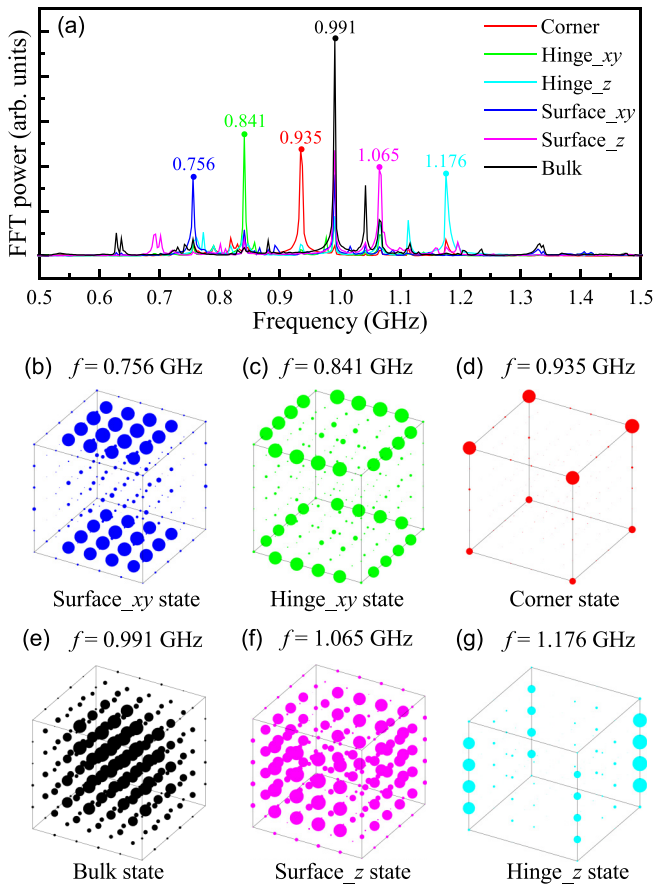 (a)
0.991
0.841
0.935
0.756
1.065
1.176
Corner
Hinge_xy
Hinge_z
Surface_xy
Surface_z
Bulk
FFT power (arb. units)
0.5 0.6 0.7 0.8 0.9 1.0 1.1 1.2 1.3 1.4 1.5
Frequency (GHz)
(b) f = 0.756 GHz
(c) f = 0.841 GHz
(d) f = 0.935 GHz
Surface_xy state
Hinge_xy state
Corner state
(e) f = 0.991 GHz
(f) f = 1.065 GHz
(g) f = 1.176 GHz
Bulk state
Surface_z state
Hinge_z state